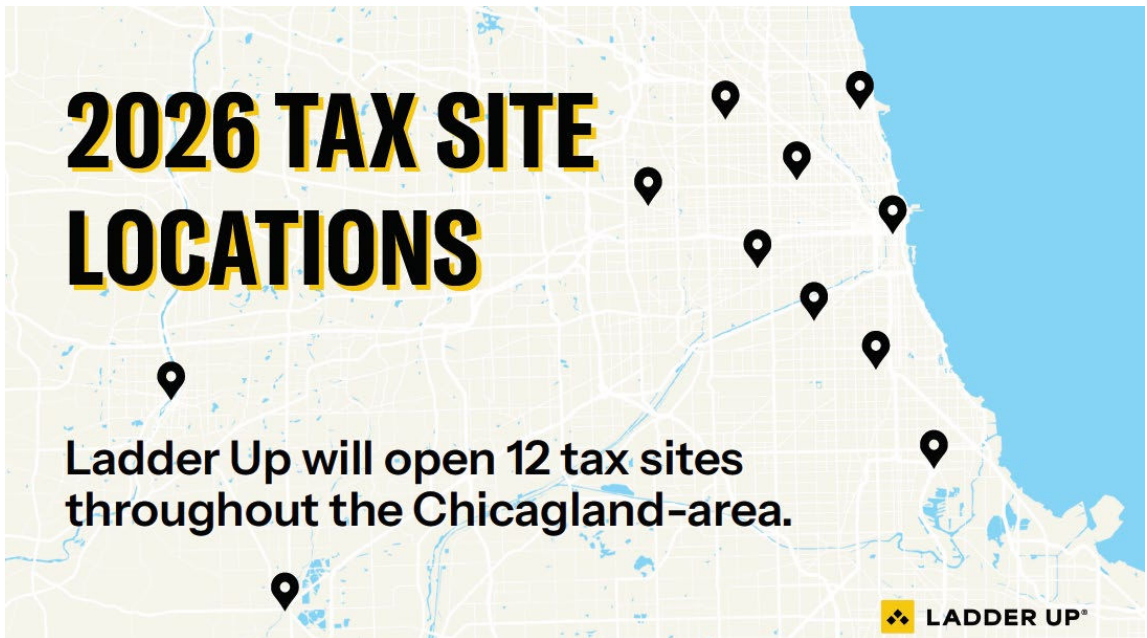 2026 TAX SITE
LOCATIONS
Ladder Up will open 12 tax sites
throughout the Chicagland-area.
LADDER UP®